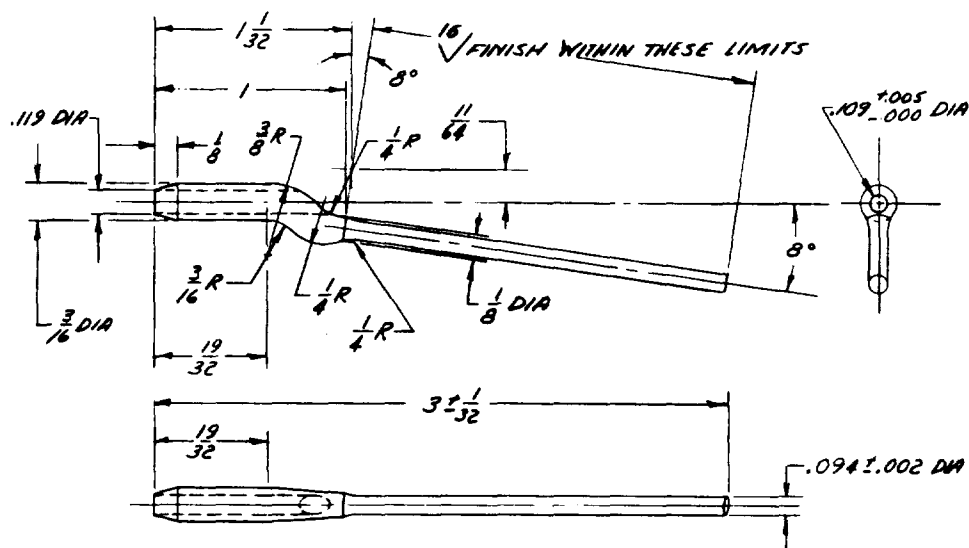 1 1/32
16
FINISH WITHIN THESE LIMITS
8°
1
.119 DIA
1/8
3/8 R
1/4 R
11/64
.109 +.005 -.000 DIA
8°
3/16 R
1/4 R
1/4 R
1/8 DIA
3/16 DIA
19/32
3 ± 1/32
19/32
.094 ±.002 DIA